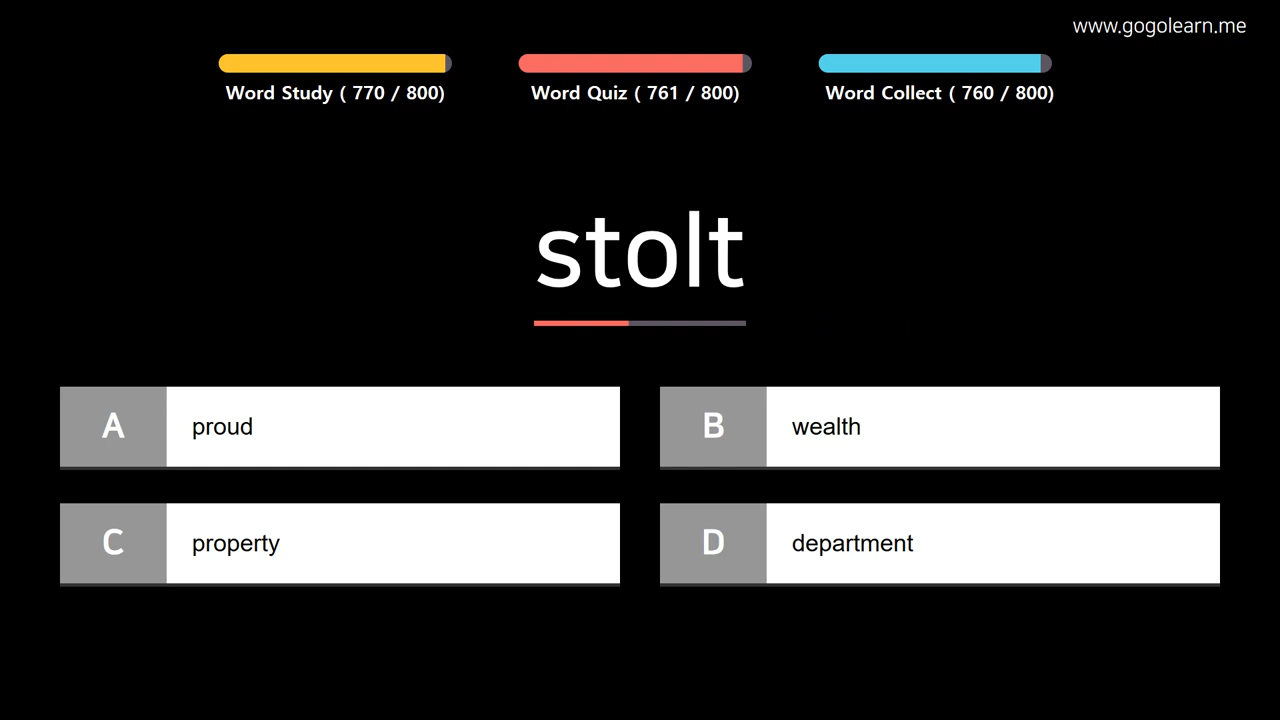 www.gogolearn.me
Word Study ( 770 / 800)
Word Quiz ( 761 / 800)
Word Collect ( 760 / 800)
stolt
A proud
B wealth
C property
D department